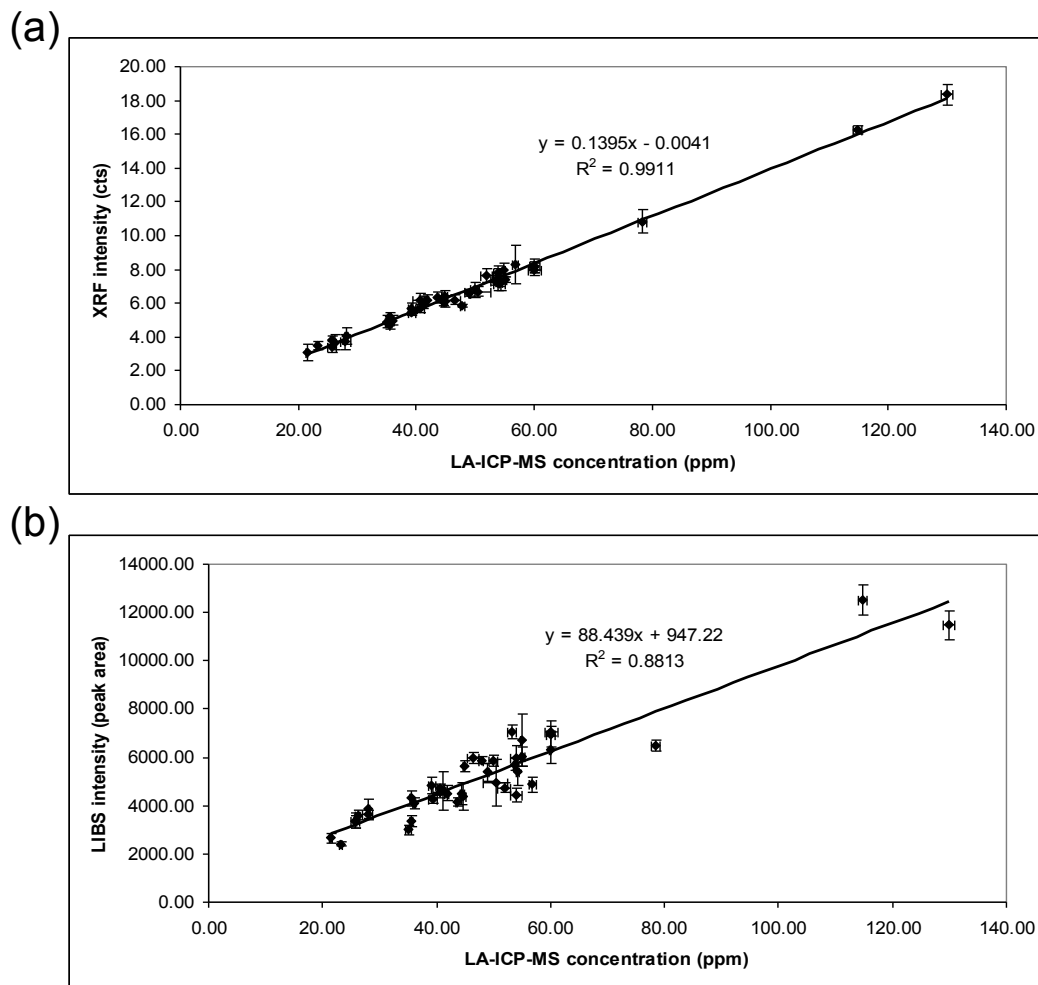 (a)
20.00
18.00
16.00
14.00
12.00
10.00
8.00
6.00
4.00
2.00
0.00
XRF intensity (cts)
y = 0.1395x - 0.0041
R² = 0.9911
0.00 20.00 40.00 60.00 80.00 100.00 120.00 140.00
LA-ICP-MS concentration (ppm)
(b)
14000.00
12000.00
10000.00
8000.00
6000.00
4000.00
2000.00
0.00
LIBS intensity (peak area)
y = 88.439x + 947.22
R² = 0.8813
0.00 20.00 40.00 60.00 80.00 100.00 120.00 140.00
LA-ICP-MS concentration (ppm)